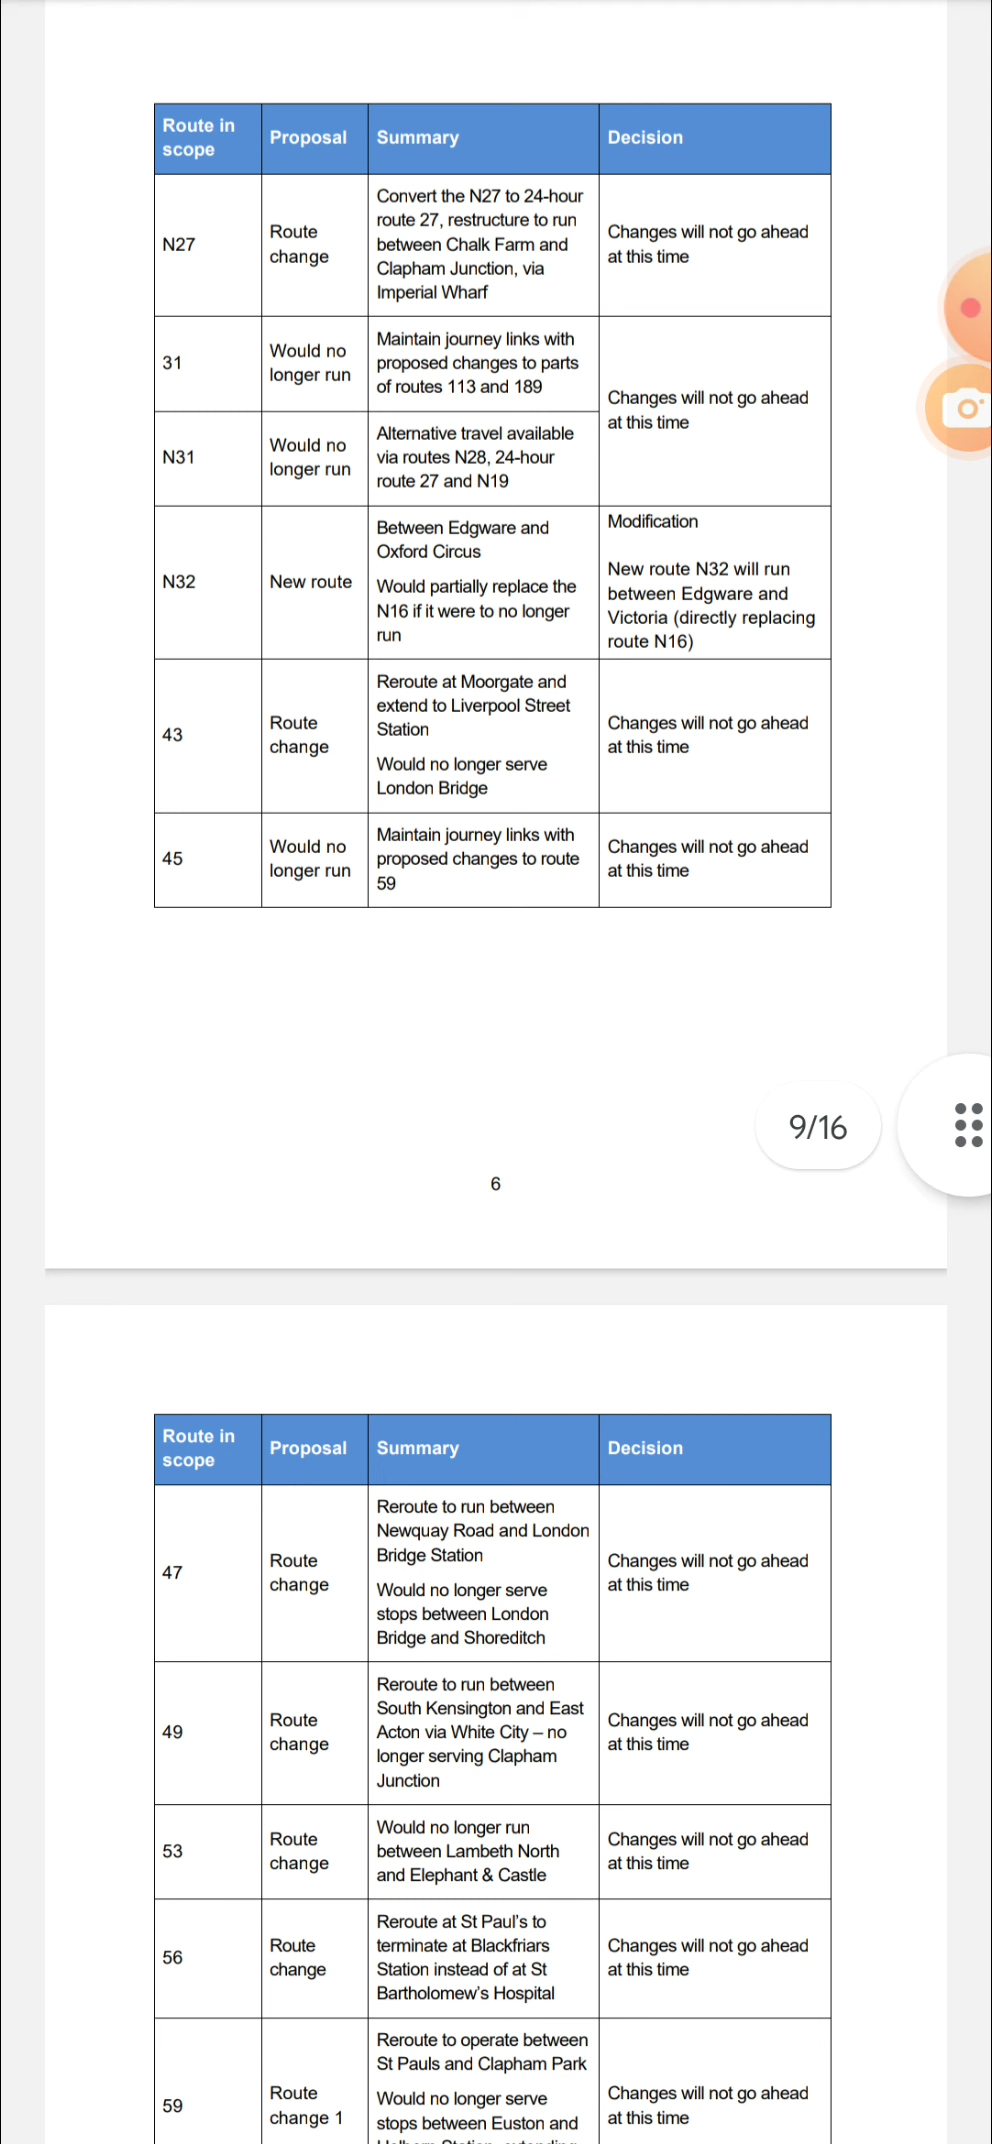 Route in
scope
Proposal
Summary
Decision
N27
Route
change
Convert the N27 to 24-hour
route 27, restructure to run
between Chalk Farm and
Clapham Junction, via
Imperial Wharf
Changes will not go ahead
at this time
31
Would no
longer run
Maintain journey links with
proposed changes to parts
of routes 113 and 189
Changes will not go ahead
at this time
N31
Would no
longer run
Alternative travel available
via routes N28, 24-hour
route 27 and N19
N32
New route
Between Edgware and
Oxford Circus
Would partially replace the
N16 if it were to no longer
run
Modification
New route N32 will run
between Edgware and
Victoria (directly replacing
route N16)
43
Route
change
Reroute at Moorgate and
extend to Liverpool Street
Station
Would no longer serve
London Bridge
Changes will not go ahead
at this time
45
Would no
longer run
Maintain journey links with
proposed changes to route
59
Changes will not go ahead
at this time
9/16
6
Route in
scope
Proposal
Summary
Decision
47
Route
change
Reroute to run between
Newquay Road and London
Bridge Station
Would no longer serve
stops between London
Bridge and Shoreditch
Changes will not go ahead
at this time
49
Route
change
Reroute to run between
South Kensington and East
Acton via White City – no
longer serving Clapham
Junction
Changes will not go ahead
at this time
53
Route
change
Would no longer run
between Lambeth North
and Elephant & Castle
Changes will not go ahead
at this time
56
Route
change
Reroute at St Paul's to
terminate at Blackfriars
Station instead of at St
Bartholomew's Hospital
Changes will not go ahead
at this time
59
Route
change 1
Reroute to operate between
St Pauls and Clapham Park
Would no longer serve
stops between Euston and
Changes will not go ahead
at this time